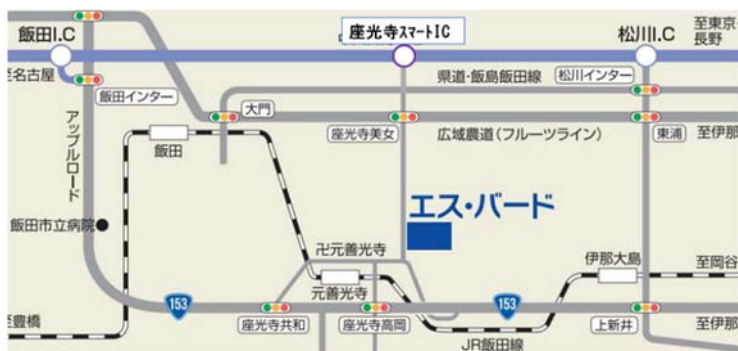 飯田I.C
座光寺スマートIC
松川I.C
至東京・
長野
至名古屋
飯田インター
県道・飯島飯田線
松川インター
大門
アップルロード
飯田
座光寺美女
広域農道(フルーツライン)
東浦
至伊那
エス・バード
飯田市立病院
卍元善光寺
伊那大島
至岡谷
元善光寺
153
153
至豊橋
座光寺共和
座光寺高岡
上新井
至伊那
JR飯田線